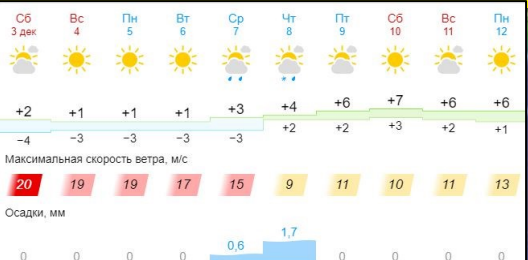 Сб Вс Пн Вт Ср Чт Пт Сб Вс Пн
3 дек 4 5 6 7 8 9 10 11 12
+2 +1 +1 +1 +3 +4 +6 +7 +6 +6
−4 −3 −3 −3 −3 +2 +2 +3 +2 +1
Максимальная скорость ветра, м/с
20 19 19 17 15 9 11 10 11 13
Осадки, мм
0 0 0 0 0,6 1,7 0 0 0 0